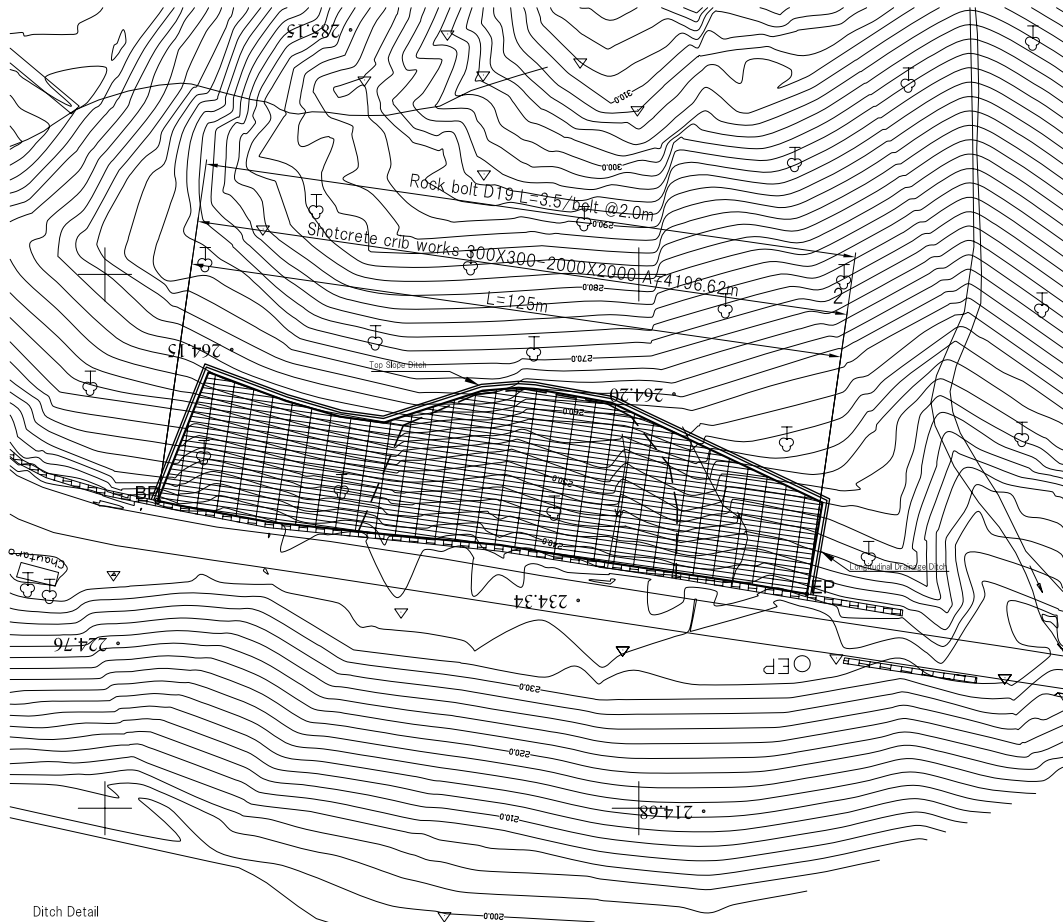 285.15
310.0
300.0
Rock bolt D19 L=3.5/bolt @2.0m
290.0
Shotcrete crib works 300X300-2000X2000 A=4196.62m2
280.0
L=125m
264.15
270.0
Top Slope Ditch
264.20
260.0
250.0
BP
240.0
Chautaro
Longitudinal Drainage Ditch
EP
234.34
224.76
OEP
230.0
220.0
214.68
210.0
200.0
Ditch Detail